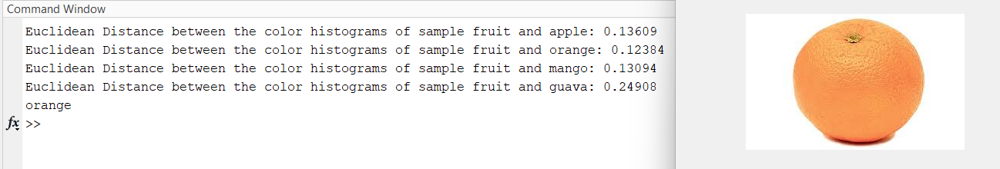 Command Window
Euclidean Distance between the color histograms of sample fruit and apple: 0.13609
Euclidean Distance between the color histograms of sample fruit and orange: 0.12384
Euclidean Distance between the color histograms of sample fruit and mango: 0.13094
Euclidean Distance between the color histograms of sample fruit and guava: 0.24908
orange
fx >>